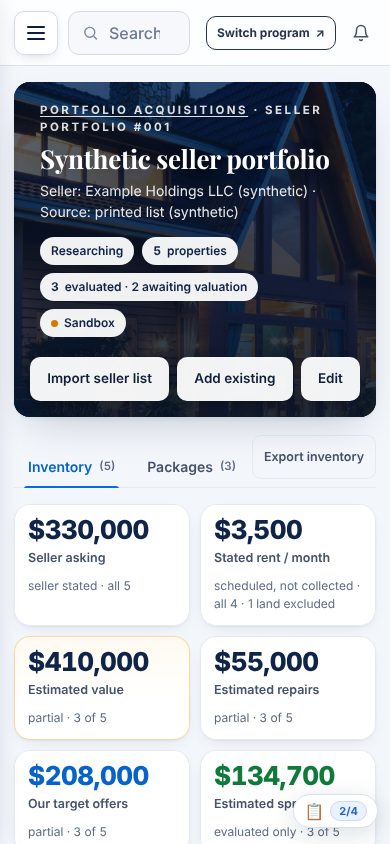 Search
Switch program ↗
PORTFOLIO ACQUISITIONS · SELLER
PORTFOLIO #001
Synthetic seller portfolio
Seller: Example Holdings LLC (synthetic) ·
Source: printed list (synthetic)
Researching
5 properties
3 evaluated · 2 awaiting valuation
Sandbox
Import seller list
Add existing
Edit
Inventory (5)
Packages (3)
Export inventory
$330,000
Seller asking
seller stated · all 5
$3,500
Stated rent / month
scheduled, not collected ·
all 4 · 1 land excluded
$410,000
Estimated value
partial · 3 of 5
$55,000
Estimated repairs
partial · 3 of 5
$208,000
Our target offers
partial · 3 of 5
$134,700
Estimated
evaluated only · 3 of 5
2/4